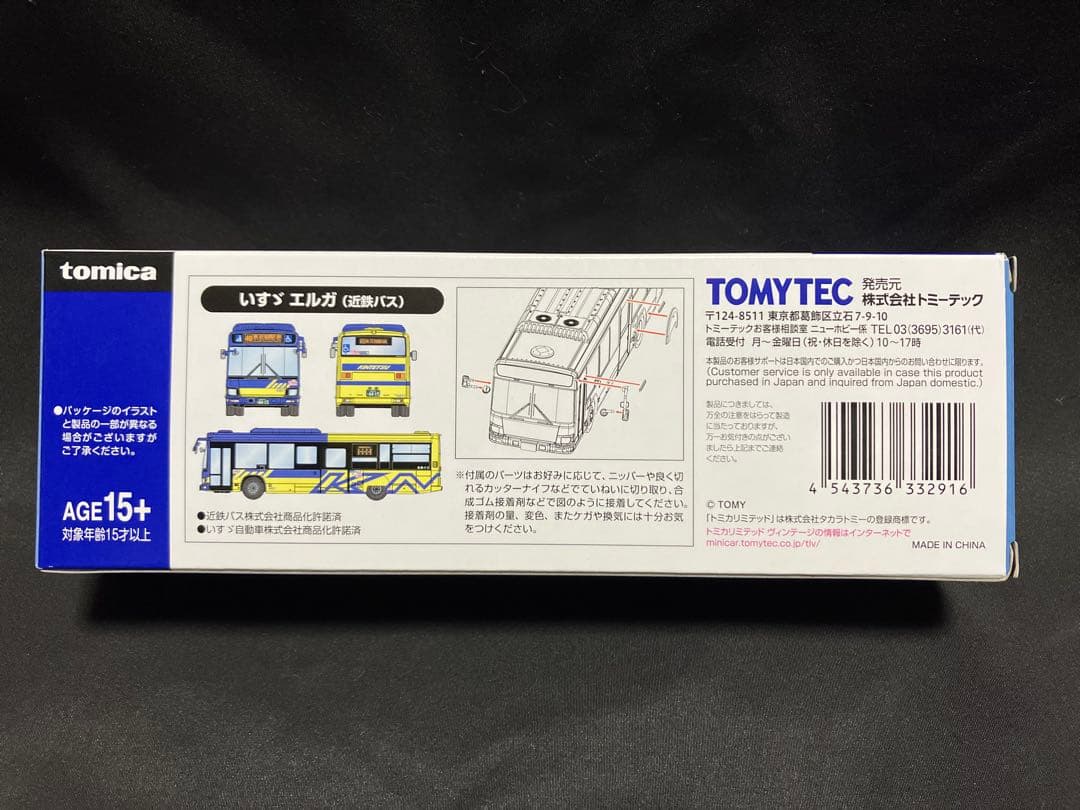 tomica
●パッケージのイラスト
と製品の一部が異なる
場合がございますが
ご了承ください。
AGE 15+
対象年齢15才以上
いすゞ エルガ（近鉄バス）
KINTETSU
●近鉄バス株式会社商品化許諾済
●いすゞ自動車株式会社商品化許諾済
※付属のパーツはお好みに応じて、ニッパーや良く切
れるカッターナイフなどでていねいに切り取り、合
成ゴム接着剤などで図のように接着してください。
接着剤の量、変色、またケガや換気には十分お気
をつけください。
TOMYTEC 発売元 株式会社トミーテック
〒124-8511 東京都葛飾区立石7-9-10
トミーテックお客様相談室 ニューホビー係 TEL 03(3695)3161(代)
電話受付 月～金曜日(祝・休日を除く)10～17時
本製品のお客様サポートは日本国内でのご購入かつ日本国内からのお問い合わせに限ります。
(Customer service is only available in case this product
purchased in Japan and inquired from Japan domestic.)
製品につきましては、
万全の注意をはらって製造
に当たっておりますが、
万一お気付きの点がござい
ましたら上記までご連絡
ください。
4 543736 332916
© TOMY
「トミカリミテッド」は株式会社タカラトミーの登録商標です。
トミカリミテッド ヴィンテージの情報はインターネットで
minicar.tomytec.co.jp/tlv/
MADE IN CHINA